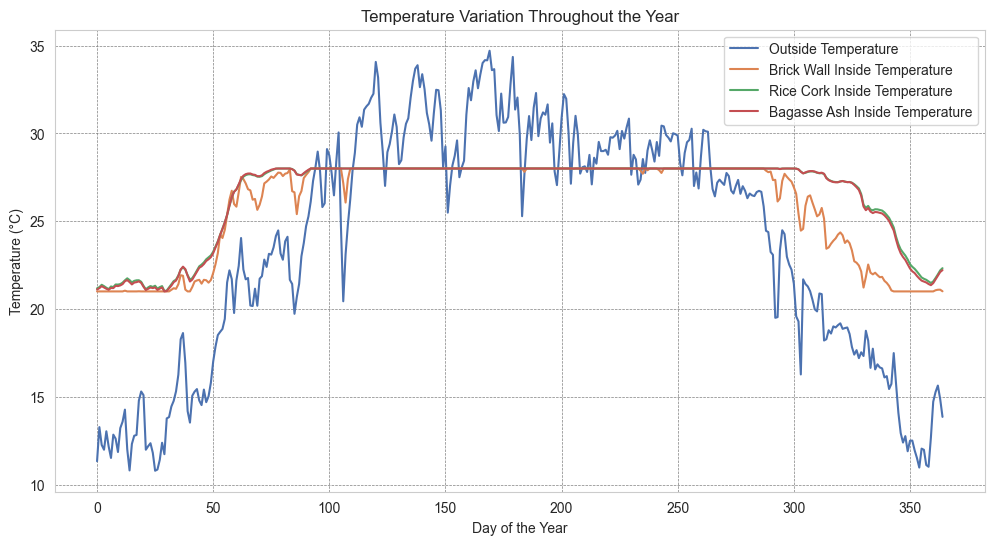 Temperature Variation Throughout the Year
Outside Temperature
Brick Wall Inside Temperature
Rice Cork Inside Temperature
Bagasse Ash Inside Temperature
Temperature (°C)
35
30
25
20
15
10
0 50 100 150 200 250 300 350
Day of the Year